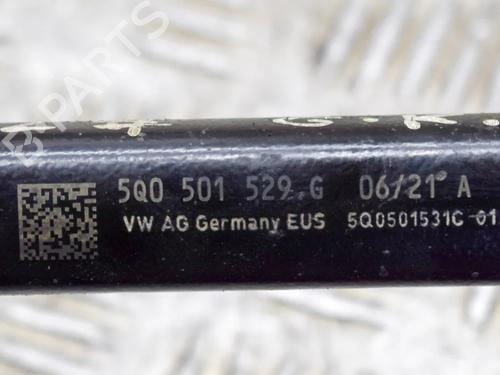 5Q0 501 529 G 06/21 A
VW AG Germany EUS 5Q0501531C 01